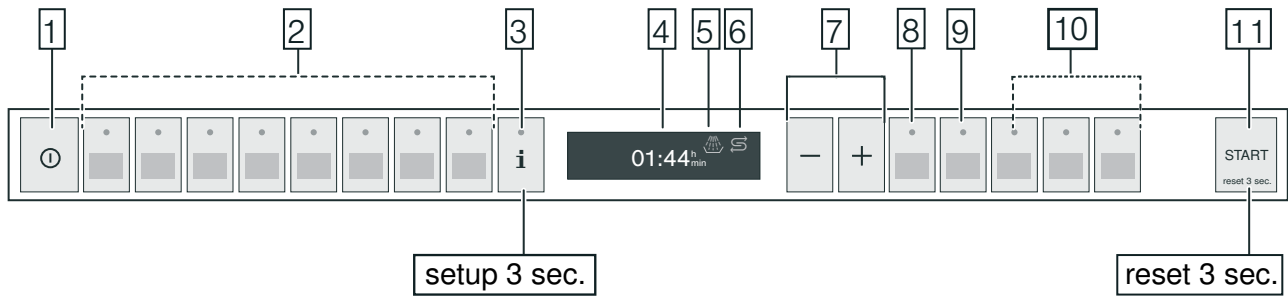 1 2 3 4 5 6 7 8 9 10 11
i 01:44 h min − + START
reset 3 sec.
setup 3 sec. reset 3 sec.